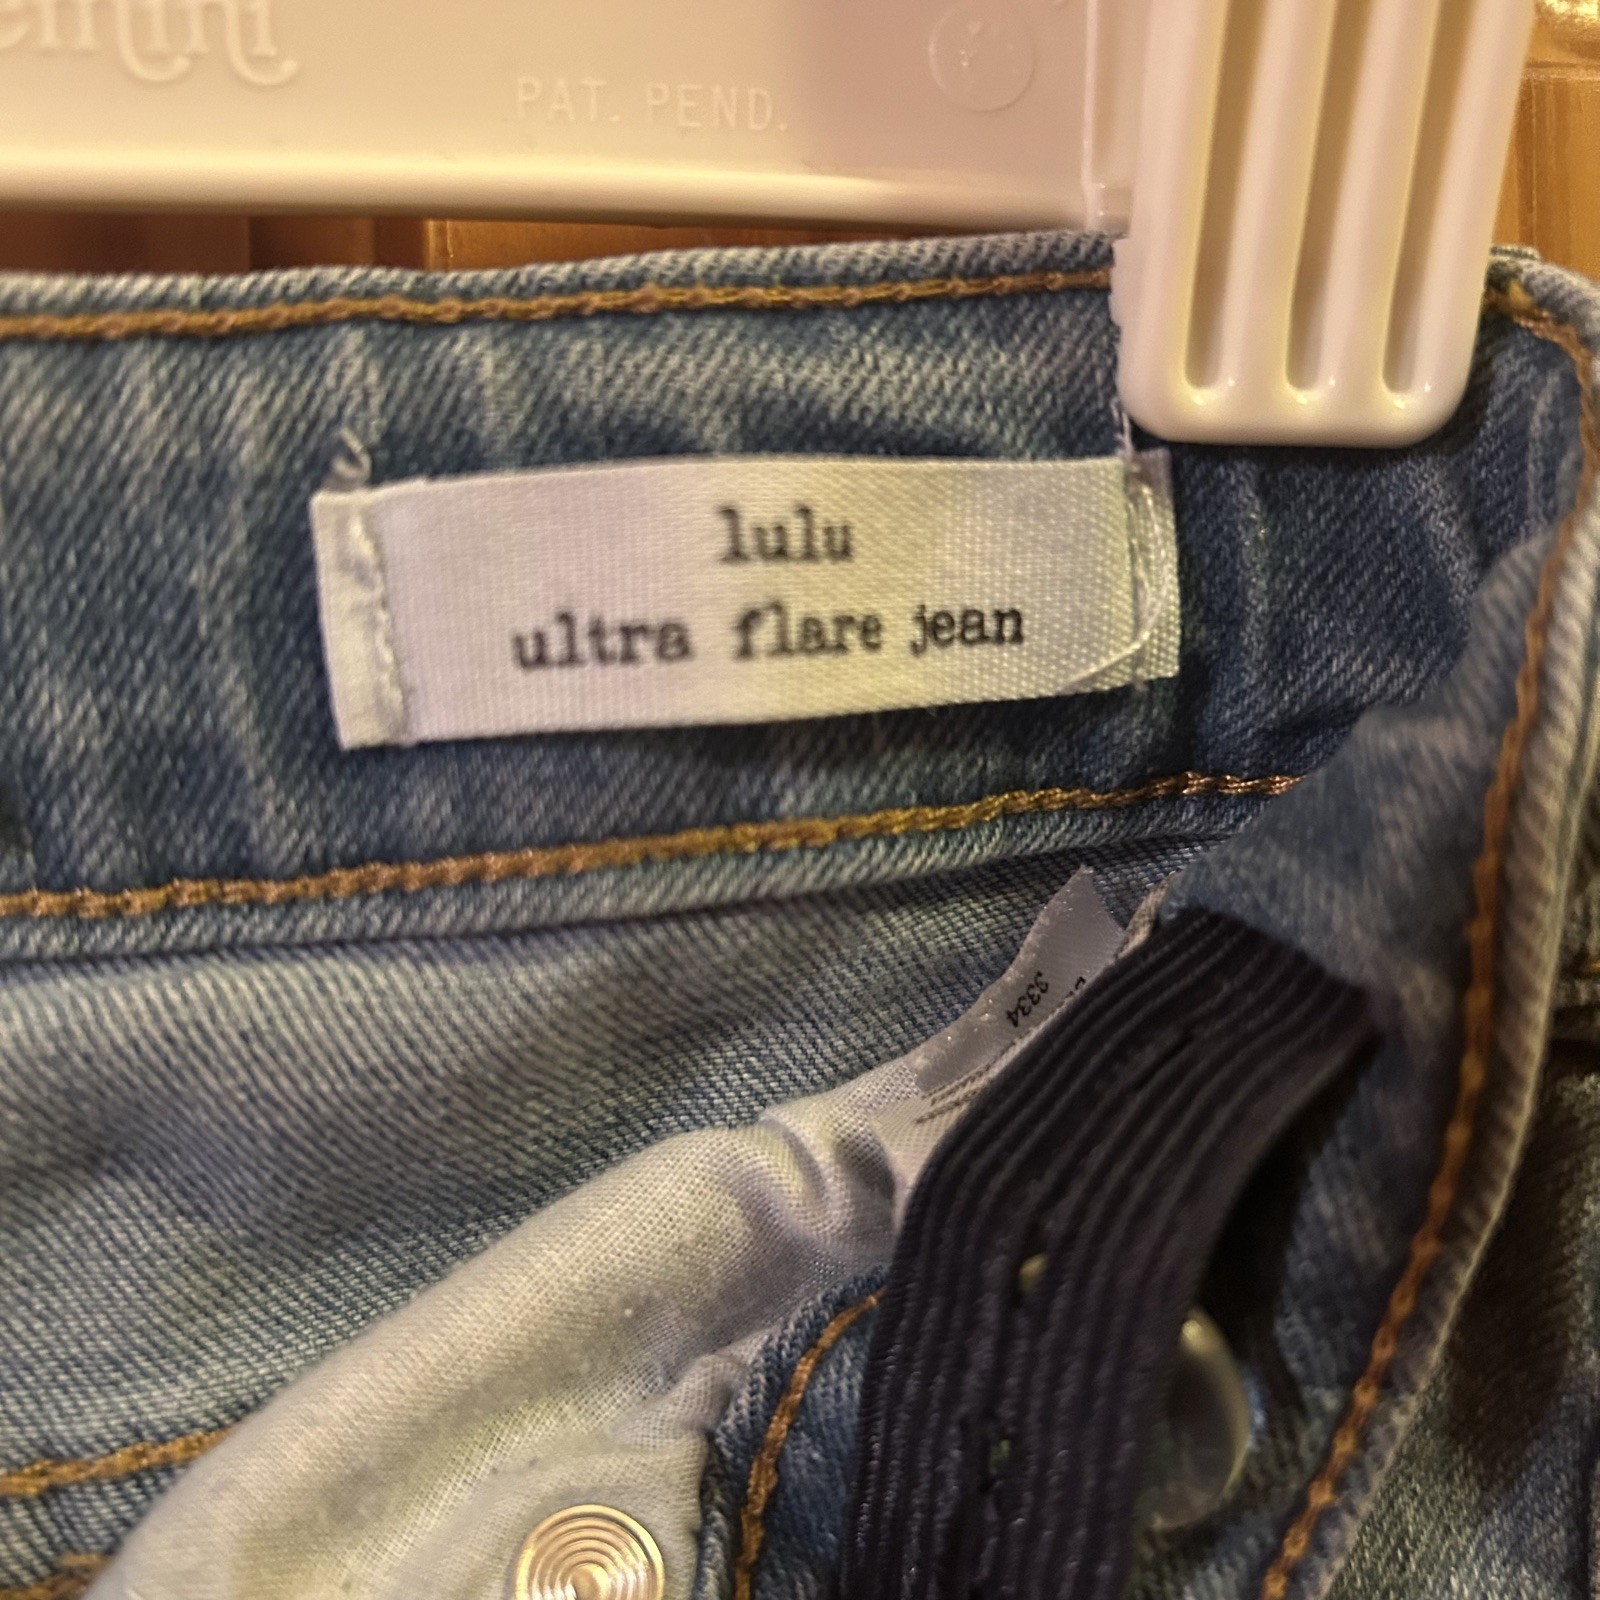 PAT. PEND.
lulu
ultra flare jean
3334